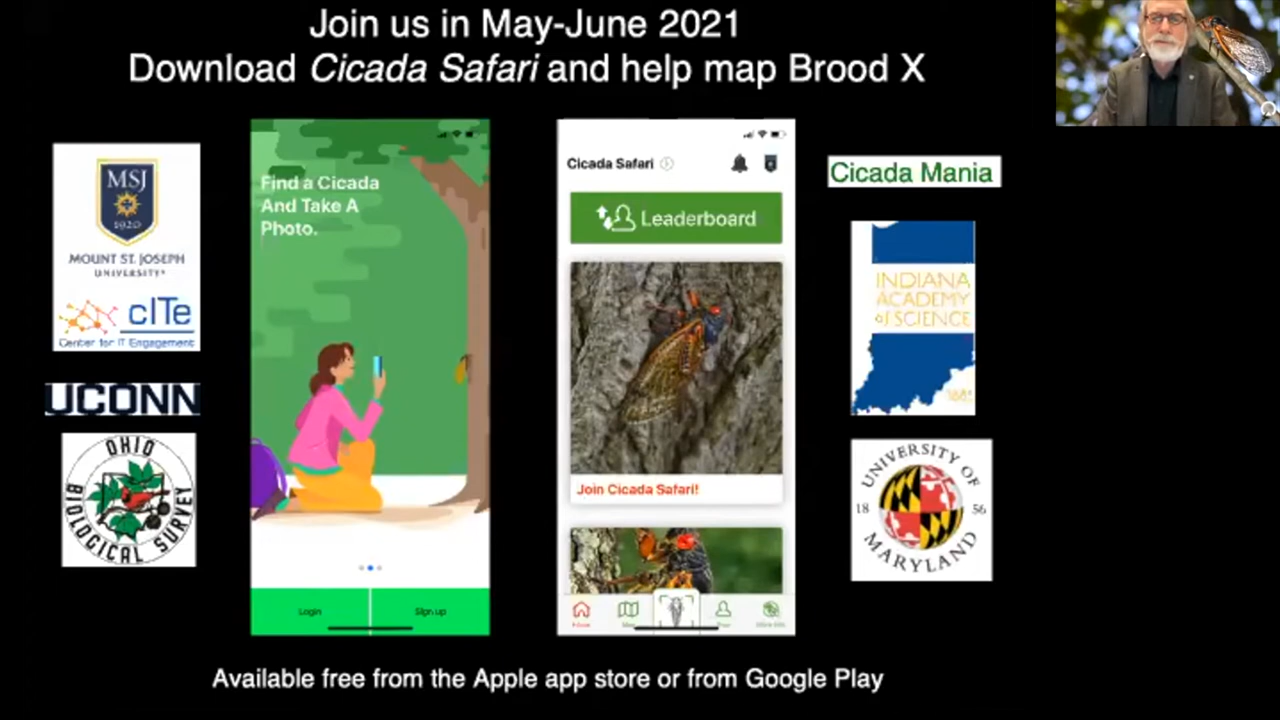 Join us in May-June 2021
Download Cicada Safari and help map Brood X
MSJ
1920
MOUNT ST. JOSEPH
UNIVERSITY
cITe
Center for IT Engagement
UCONN
OHIO
BIOLOGICAL SURVEY
Find a Cicada
And Take A
Photo.
Login
Sign up
Cicada Safari
Leaderboard
Join Cicada Safari!
Cicada Mania
INDIANA
ACADEMY
of SCIENCE
UNIVERSITY OF
18 56
MARYLAND
Available free from the Apple app store or from Google Play